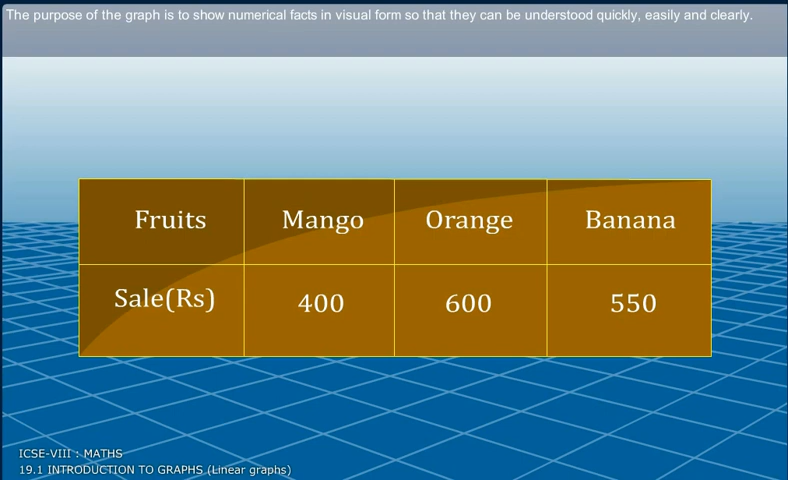 The purpose of the graph is to show numerical facts in visual form so that they can be understood quickly, easily and clearly.
Fruits Mango Orange Banana
Sale(Rs) 400 600 550
ICSE-VIII : MATHS
19.1 INTRODUCTION TO GRAPHS (Linear graphs)